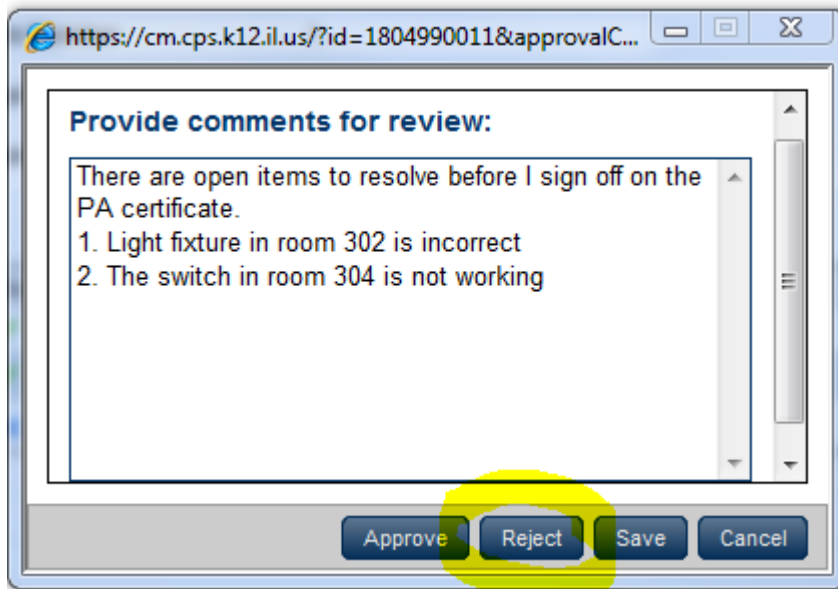 https://cm.cps.k12.il.us/?id=1804990011&approvalC...
Provide comments for review:
There are open items to resolve before I sign off on the
PA certificate.
1. Light fixture in room 302 is incorrect
2. The switch in room 304 is not working
Approve Reject Save Cancel